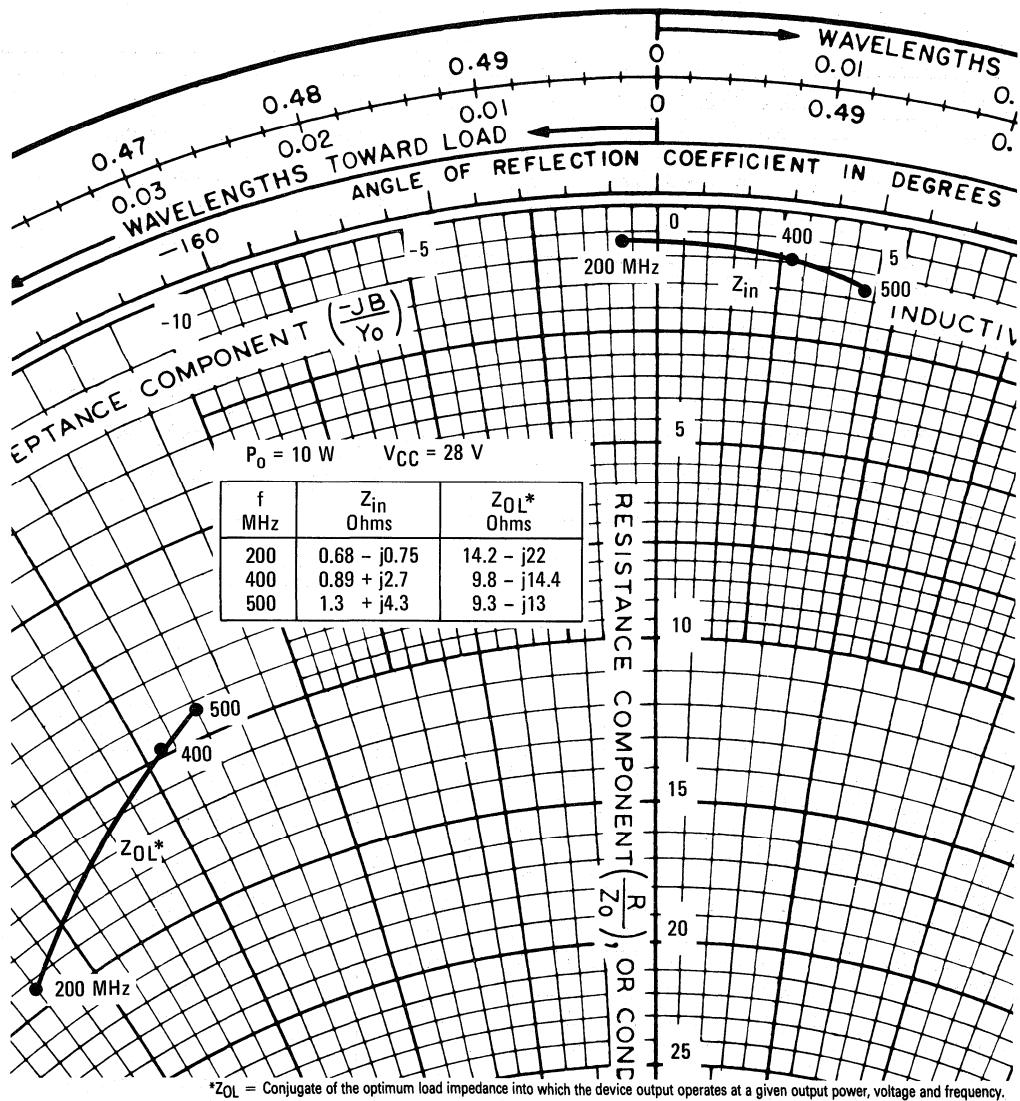 WAVELENGTHS
0.49 0 0.01
0.48 0.01 0 0.49 0.
0.47 0.02 0.
0.03
WAVELENGTHS TOWARD LOAD
ANGLE OF REFLECTION COEFFICIENT IN DEGREES
−160
−5 0 400 5
200 MHz Zin 500
−10 INDUCTIV
EPTANCE COMPONENT (−JB/Yo)
5
Po = 10 W VCC = 28 V
f MHz Zin Ohms ZOL* Ohms
200 0.68 − j0.75 14.2 − j22
400 0.89 + j2.7 9.8 − j14.4
500 1.3 + j4.3 9.3 − j13
RESISTANCE COMPONENT (R/Zo), OR COND
10
500
400
15
ZOL*
20
200 MHz
25
*ZOL = Conjugate of the optimum load impedance into which the device output operates at a given output power, voltage and frequency.